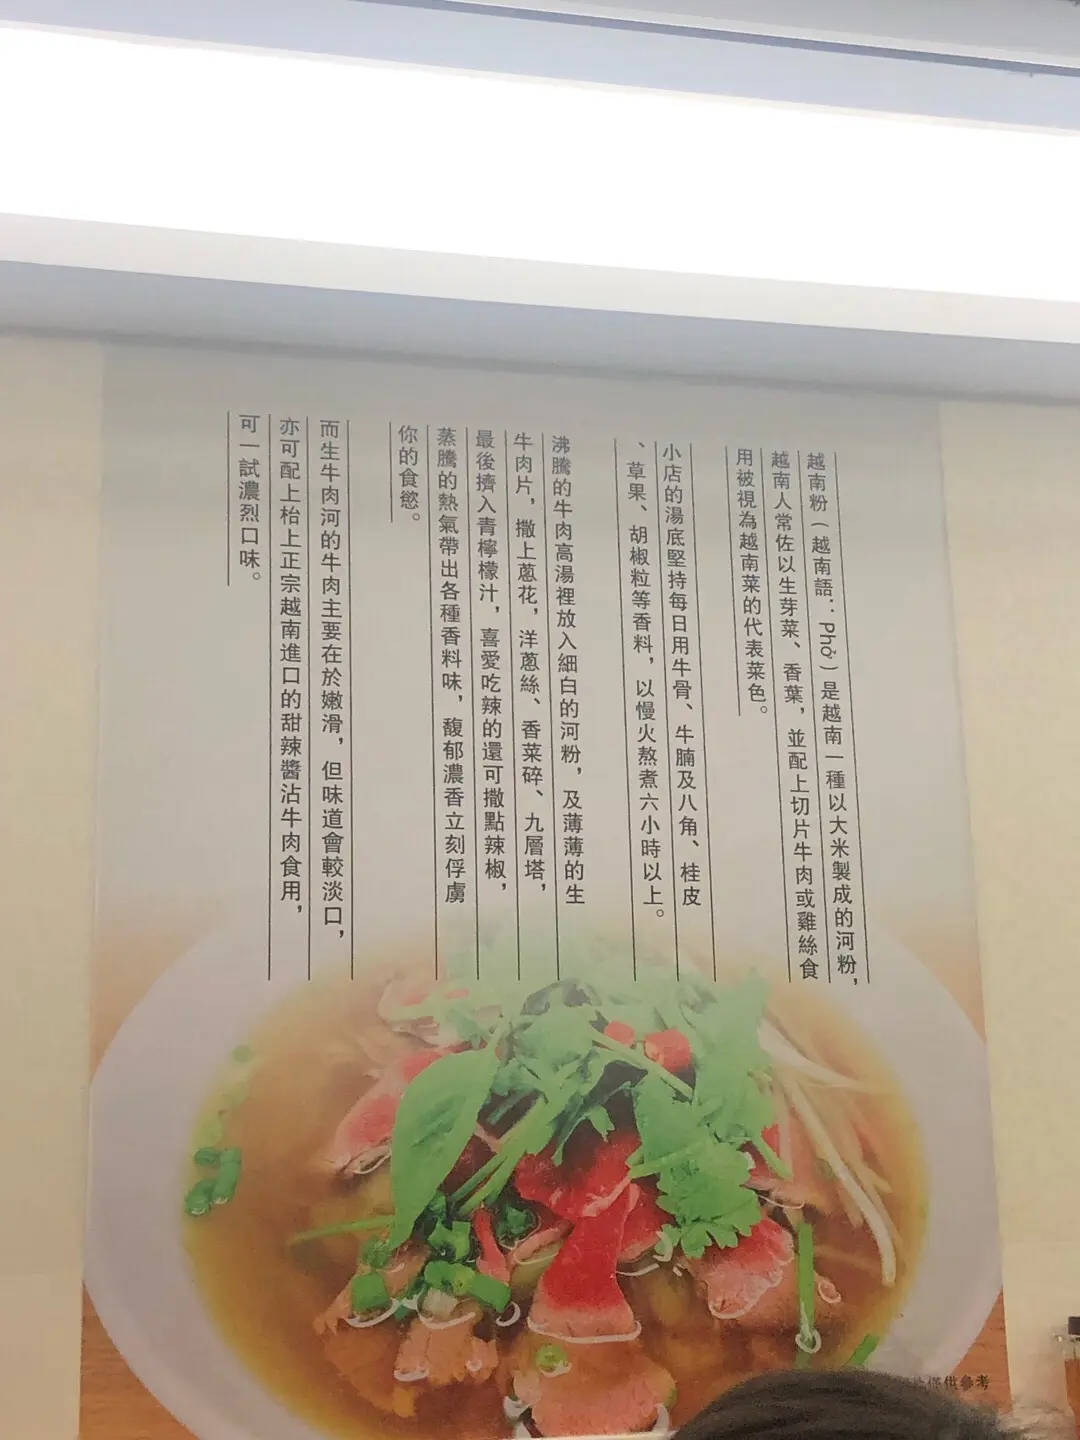 越南粉（越南語：Phở）是越南一種以大米製成的河粉，
越南人常佐以生芽菜、香葉，並配上切片牛肉或雞絲食
用被視為越南菜的代表菜色。
小店的湯底堅持每日用牛骨、牛腩及八角、桂皮
、草果、胡椒粒等香料，以慢火熬煮六小時以上。
沸騰的牛肉高湯裡放入細白的河粉，及薄薄的生
牛肉片，撒上蔥花，洋蔥絲、香菜碎、九層塔，
最後擠入青檸檬汁，喜愛吃辣的還可撒點辣椒，
蒸騰的熱氣帶出各種香料味，馥郁濃香立刻俘虜
你的食慾。
而生牛肉河的牛肉主要在於嫩滑，但味道會較淡口，
亦可配上枱上正宗越南進口的甜辣醬沾牛肉食用，
可一試濃烈口味。
僅供參考